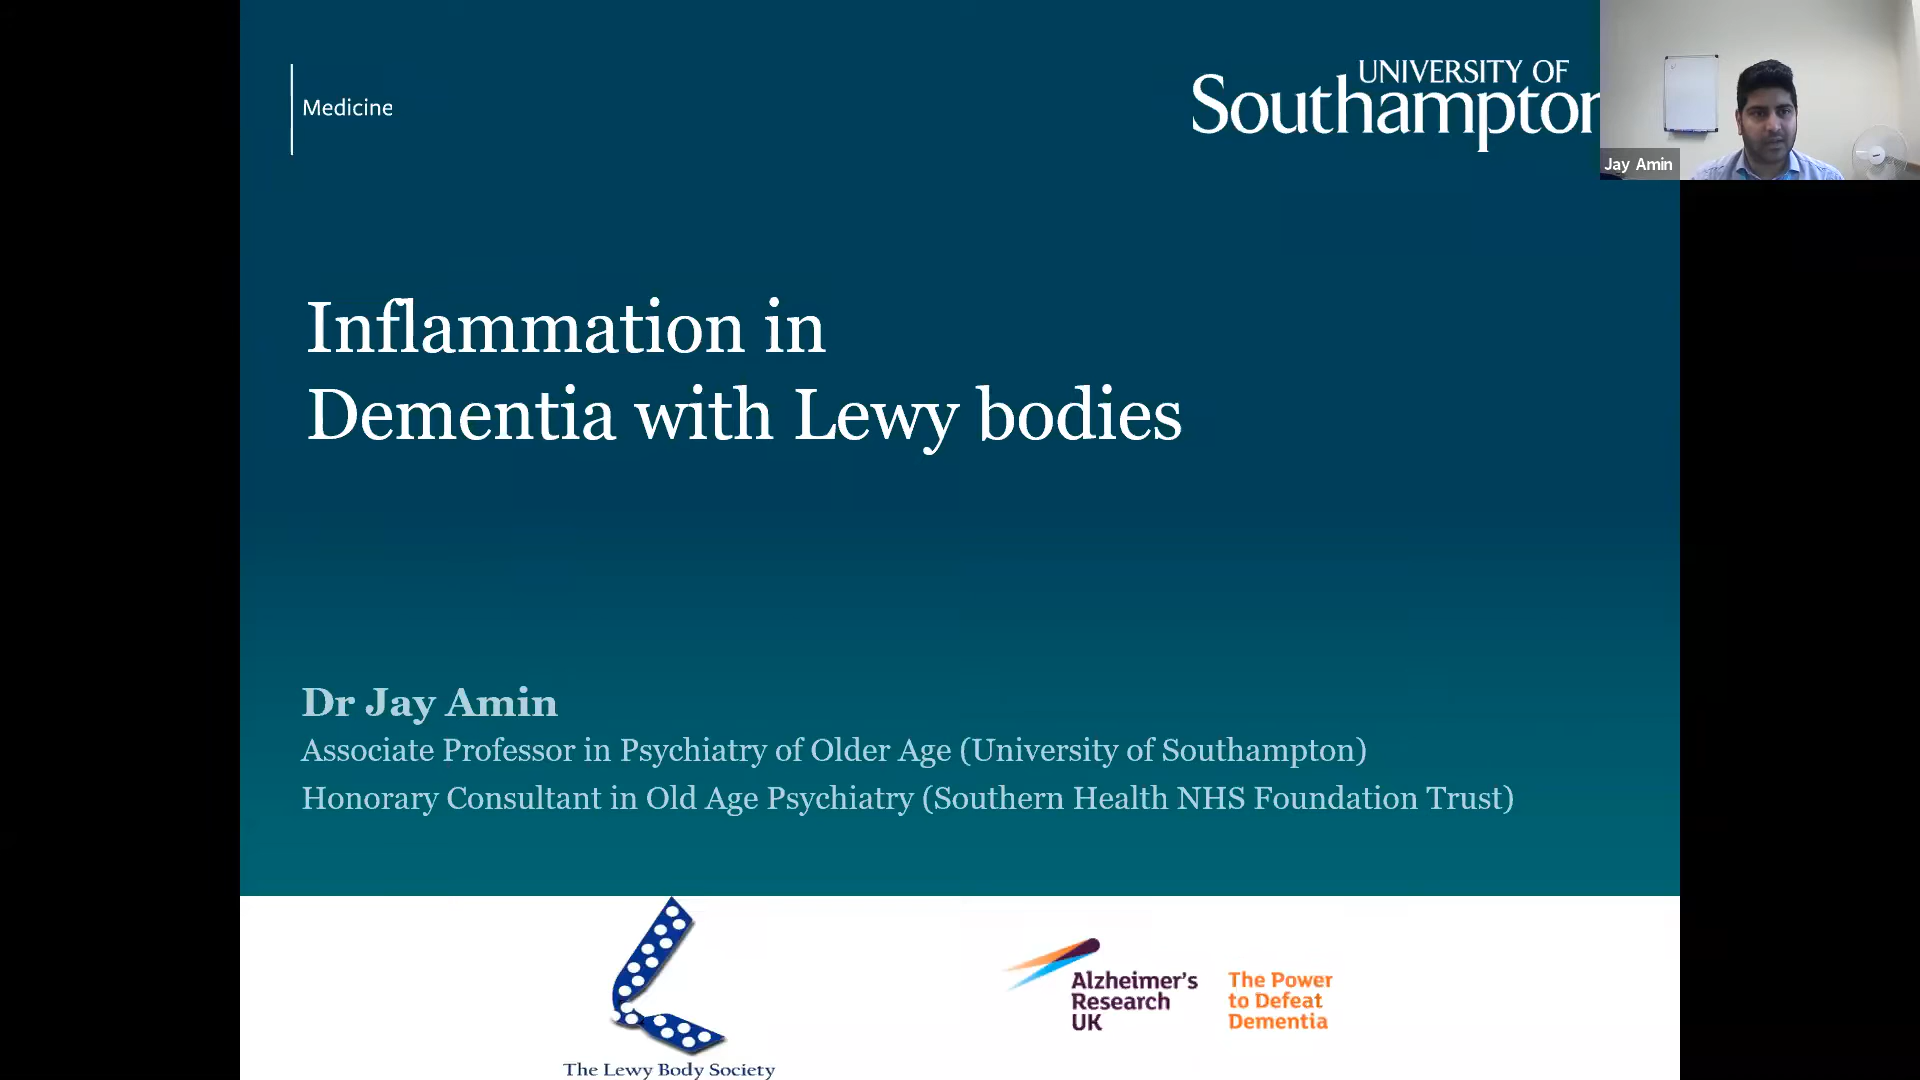 Medicine
UNIVERSITY OF
Southampton
Jay Amin
Inflammation in
Dementia with Lewy bodies
Dr Jay Amin
Associate Professor in Psychiatry of Older Age (University of Southampton)
Honorary Consultant in Old Age Psychiatry (Southern Health NHS Foundation Trust)
The Lewy Body Society
Alzheimer's
Research
UK
The Power
to Defeat
Dementia